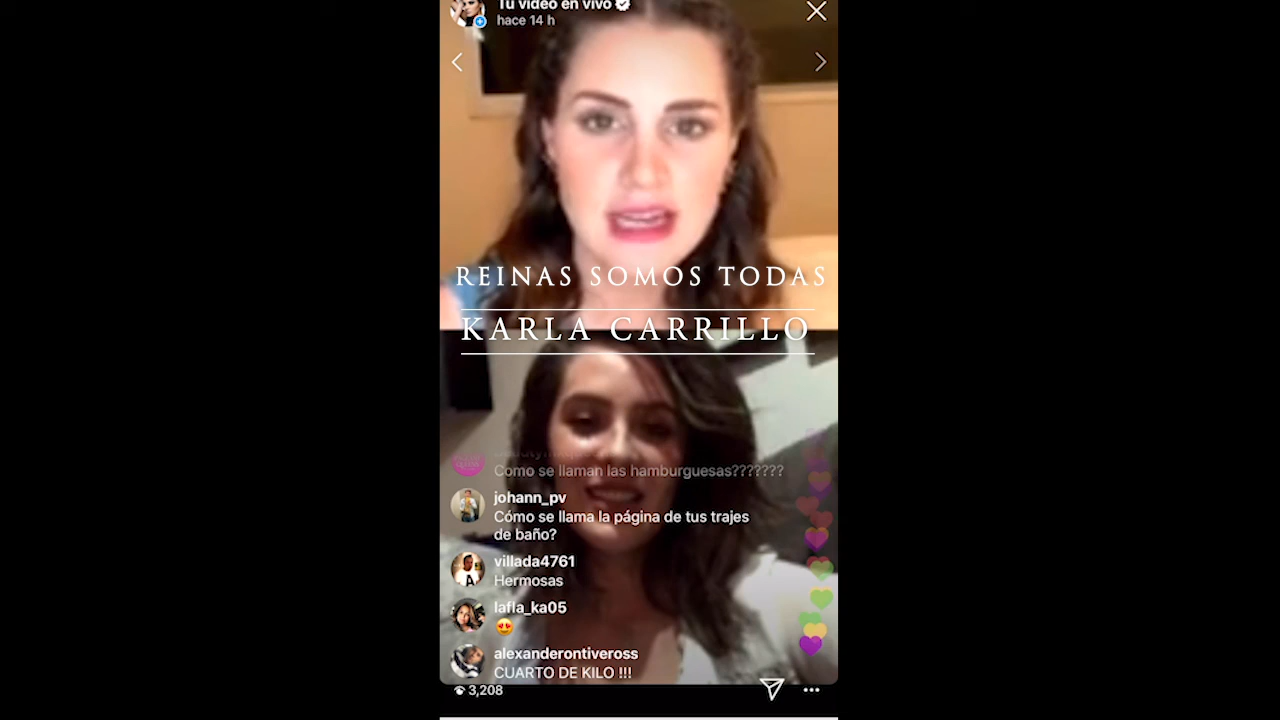 Tu video en vivo
hace 14 h
REINAS SOMOS TODAS
KARLA CARRILLO
Como se llaman las hamburguesas???????
johann_pv
Cómo se llama la página de tus trajes
de baño?
villada4761
Hermosas
lafla_ka05
😍
alexanderontiveross
CUARTO DE KILO !!!
3,208